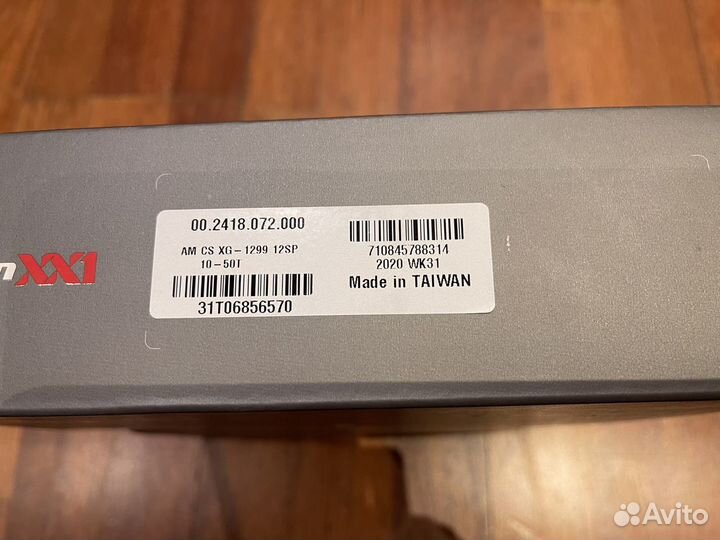 XX1
00.2418.072.000
AM CS XG-1299 12SP
10-50T
31T06856570
710845788314
2020 WK31
Made in TAIWAN
Avito